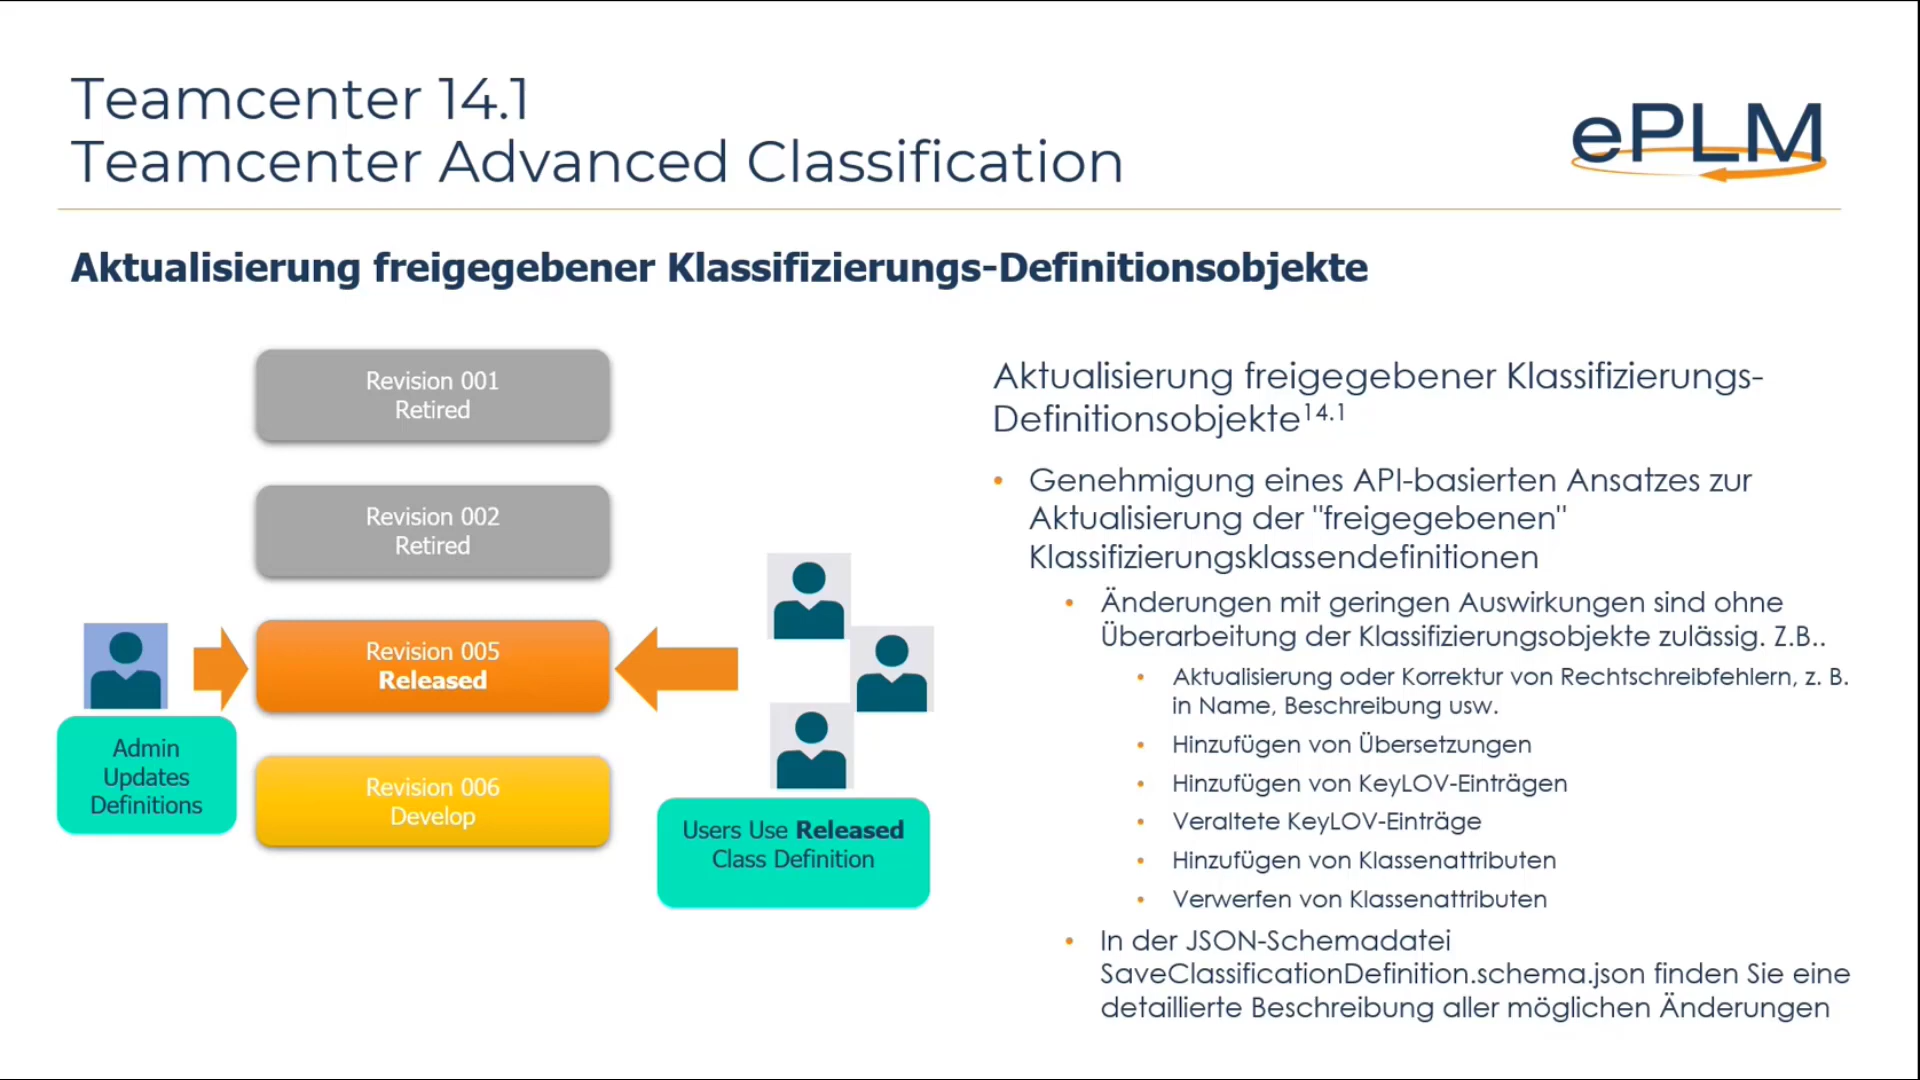 Teamcenter 14.1
Teamcenter Advanced Classification
ePLM
Aktualisierung freigegebener Klassifizierungs-Definitionsobjekte
Revision 001
Retired
Revision 002
Retired
Revision 005
Released
Revision 006
Develop
Admin
Updates
Definitions
Users Use Released
Class Definition
Aktualisierung freigegebener Klassifizierungs-
Definitionsobjekte14.1
• Genehmigung eines API-basierten Ansatzes zur
Aktualisierung der "freigegebenen"
Klassifizierungsklassendefinitionen
• Änderungen mit geringen Auswirkungen sind ohne
Überarbeitung der Klassifizierungsobjekte zulässig. Z.B..
• Aktualisierung oder Korrektur von Rechtschreibfehlern, z. B.
in Name, Beschreibung usw.
• Hinzufügen von Übersetzungen
• Hinzufügen von KeyLOV-Einträgen
• Veraltete KeyLOV-Einträge
• Hinzufügen von Klassenattributen
• Verwerfen von Klassenattributen
• In der JSON-Schemadatei
SaveClassificationDefinition.schema.json finden Sie eine
detaillierte Beschreibung aller möglichen Änderungen